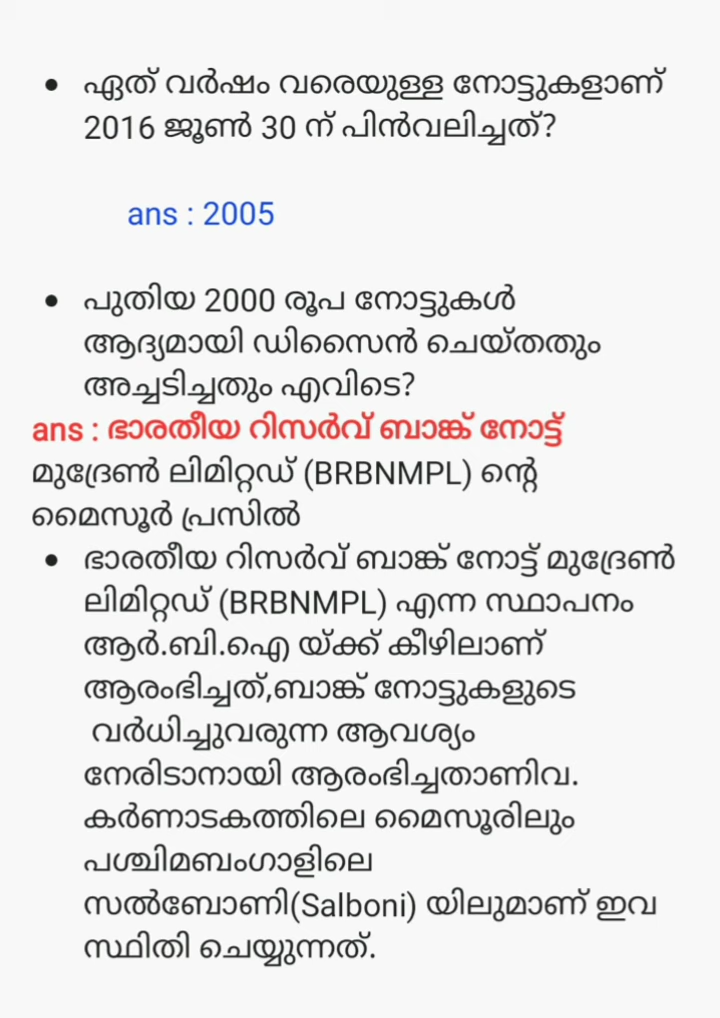 • ഏത് വർഷം വരെയുള്ള നോട്ടുകളാണ്
2016 ജൂൺ 30 ന് പിൻവലിച്ചത്?
ans : 2005
• പുതിയ 2000 രൂപ നോട്ടുകൾ
ആദ്യമായി ഡിസൈൻ ചെയ്തതും
അച്ചടിച്ചതും എവിടെ?
ans : ഭാരതീയ റിസർവ് ബാങ്ക് നോട്ട്
മുദ്രേൺ ലിമിറ്റഡ് (BRBNMPL) ന്റെ
മൈസൂർ പ്രസിൽ
• ഭാരതീയ റിസർവ് ബാങ്ക് നോട്ട് മുദ്രേൺ
ലിമിറ്റഡ് (BRBNMPL) എന്ന സ്ഥാപനം
ആർ.ബി.ഐ യ്ക്ക് കീഴിലാണ്
ആരംഭിച്ചത്,ബാങ്ക് നോട്ടുകളുടെ
വർധിച്ചുവരുന്ന ആവശ്യം
നേരിടാനായി ആരംഭിച്ചതാണിവ.
കർണാടകത്തിലെ മൈസൂരിലും
പശ്ചിമബംഗാളിലെ
സൽബോണി(Salboni) യിലുമാണ് ഇവ
സ്ഥിതി ചെയ്യുന്നത്.